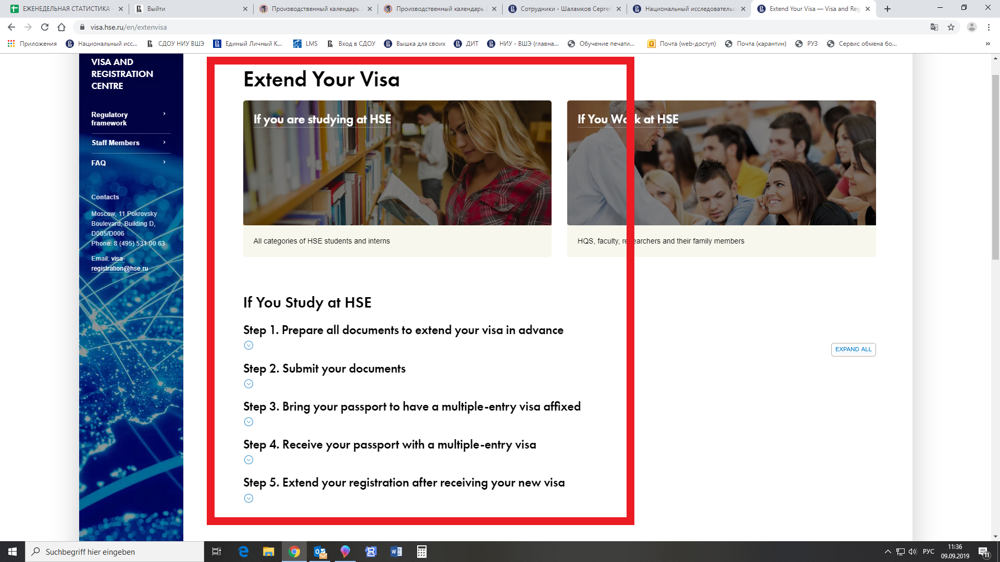 ЕЖЕНЕДЕЛЬНАЯ СТАТИСТИКА -
Выйти
Производственный календарь 2
Производственный календарь 2
Сотрудники - Шаламков Сергей
Национальный исследовательс
Extend Your Visa — Visa and Reg
visa.hse.ru/en/extenvisa
Приложения
Национальный исс...
СДОУ НИУ ВШЭ
Единый Личный К...
LMS
Вход в СДОУ
Вышка для своих
ДИТ
НИУ - ВШЭ (главна...
Обучение печати...
Почта (web-доступ)
Почта (карантин)
РУЗ
Сервис обмена бо...
»
VISA AND
REGISTRATION
CENTRE
Regulatory
framework
Staff Members
FAQ
Contacts
Moscow, 11 Pokrovsky
Boulevard, Building D,
D005/D006
Phone: 8 (495) 531 00 63
Email: visa-
registration@hse.ru
Extend Your Visa
If you are studying at HSE
All categories of HSE students and interns
If You Work at HSE
HQS, faculty, researchers and their family members
If You Study at HSE
Step 1. Prepare all documents to extend your visa in advance
EXPAND ALL
Step 2. Submit your documents
Step 3. Bring your passport to have a multiple-entry visa affixed
Step 4. Receive your passport with a multiple-entry visa
Step 5. Extend your registration after receiving your new visa
Suchbegriff hier eingeben
РУС
11:36
09.09.2019
11